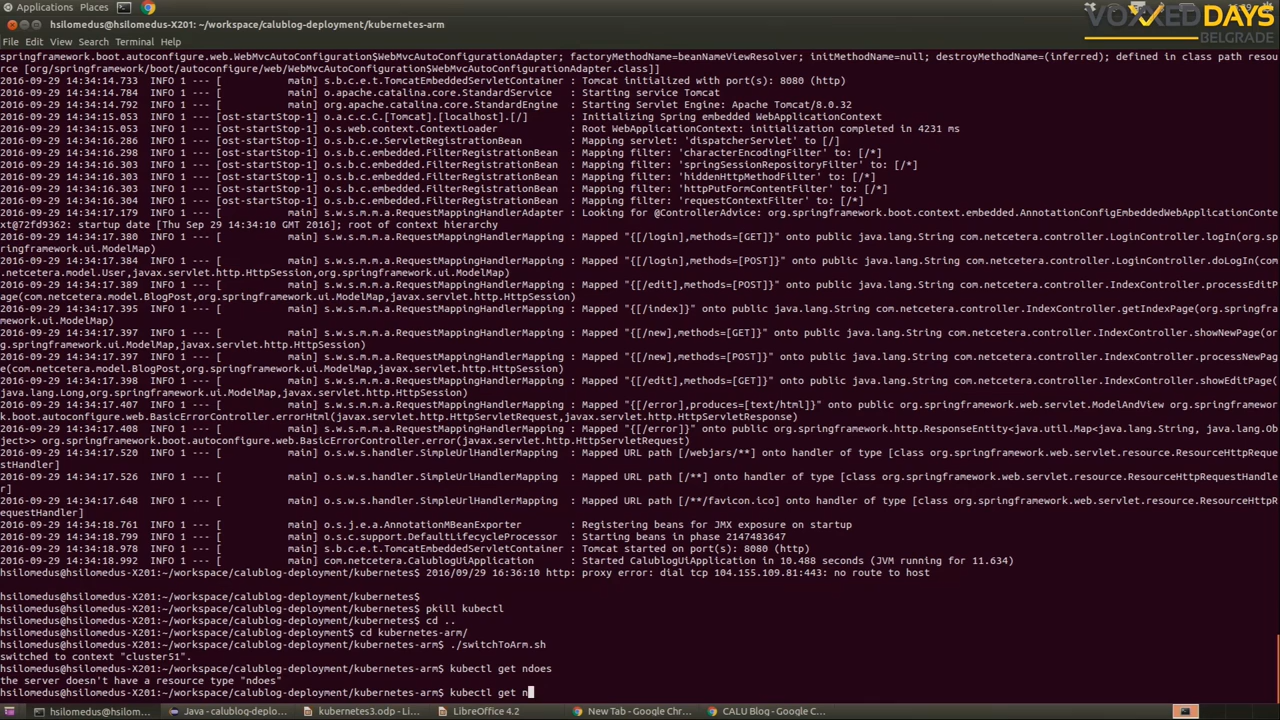 Applications Places
VOXXED DAYS
BELGRADE
hsilomedus@hsilomedus-X201: ~/workspace/calublog-deployment/kubernetes-arm
File Edit View Search Terminal Help
springframework.boot.autoconfigure.web.WebMvcAutoConfiguration$WebMvcAutoConfigurationAdapter; factoryMethodName=beanNameViewResolver; initMethodName=null; destroyMethodName=(inferred); defined in class path resou
rce [org/springframework/boot/autoconfigure/web/WebMvcAutoConfiguration$WebMvcAutoConfigurationAdapter.class]]
2016-09-29 14:34:14.733 INFO 1 --- [ main] s.b.c.e.t.TomcatEmbeddedServletContainer : Tomcat initialized with port(s): 8080 (http)
2016-09-29 14:34:14.784 INFO 1 --- [ main] o.apache.catalina.core.StandardService : Starting service Tomcat
2016-09-29 14:34:14.792 INFO 1 --- [ main] org.apache.catalina.core.StandardEngine : Starting Servlet Engine: Apache Tomcat/8.0.32
2016-09-29 14:34:15.053 INFO 1 --- [ost-startStop-1] o.a.c.c.C.[Tomcat].[localhost].[/] : Initializing Spring embedded WebApplicationContext
2016-09-29 14:34:15.053 INFO 1 --- [ost-startStop-1] o.s.web.context.ContextLoader : Root WebApplicationContext: initialization completed in 4231 ms
2016-09-29 14:34:16.298 INFO 1 --- [ost-startStop-1] o.s.b.c.e.ServletRegistrationBean : Mapping servlet: 'dispatcherServlet' to [/]
2016-09-29 14:34:16.303 INFO 1 --- [ost-startStop-1] o.s.b.c.embedded.FilterRegistrationBean : Mapping filter: 'characterEncodingFilter' to: [/*]
2016-09-29 14:34:16.303 INFO 1 --- [ost-startStop-1] o.s.b.c.embedded.FilterRegistrationBean : Mapping filter: 'springSessionRepositoryFilter' to: [/*]
2016-09-29 14:34:16.303 INFO 1 --- [ost-startStop-1] o.s.b.c.embedded.FilterRegistrationBean : Mapping filter: 'hiddenHttpMethodFilter' to: [/*]
2016-09-29 14:34:16.303 INFO 1 --- [ost-startStop-1] o.s.b.c.embedded.FilterRegistrationBean : Mapping filter: 'httpPutFormContentFilter' to: [/*]
2016-09-29 14:34:16.304 INFO 1 --- [ost-startStop-1] o.s.b.c.embedded.FilterRegistrationBean : Mapping filter: 'requestContextFilter' to: [/*]
2016-09-29 14:34:17.179 INFO 1 --- [ main] s.w.s.m.m.a.RequestMappingHandlerAdapter : Looking for @ControllerAdvice: org.springframework.boot.context.embedded.AnnotationConfigEmbeddedWebApplicationConte
xt@72fd9362: startup date [Thu Sep 29 14:34:10 GMT 2016]; root of context hierarchy
2016-09-29 14:34:17.380 INFO 1 --- [ main] s.w.s.m.m.a.RequestMappingHandlerMapping : Mapped "{[/login],methods=[GET]}" onto public java.lang.String com.netcetera.controller.LoginController.logIn(org.sp
ringframework.ui.ModelMap)
2016-09-29 14:34:17.384 INFO 1 --- [ main] s.w.s.m.m.a.RequestMappingHandlerMapping : Mapped "{[/login],methods=[POST]}" onto public java.lang.String com.netcetera.controller.LoginController.doLogIn(com
.netcetera.model.User,javax.servlet.http.HttpSession,org.springframework.ui.ModelMap)
2016-09-29 14:34:17.389 INFO 1 --- [ main] s.w.s.m.m.a.RequestMappingHandlerMapping : Mapped "{[/edit],methods=[POST]}" onto public java.lang.String com.netcetera.controller.IndexController.processEditP
age(com.netcetera.model.BlogPost,org.springframework.ui.ModelMap,javax.servlet.http.HttpSession)
2016-09-29 14:34:17.395 INFO 1 --- [ main] s.w.s.m.m.a.RequestMappingHandlerMapping : Mapped "{[/index]}" onto public java.lang.String com.netcetera.controller.IndexController.getIndexPage(org.springfra
mework.ui.ModelMap)
2016-09-29 14:34:17.397 INFO 1 --- [ main] s.w.s.m.m.a.RequestMappingHandlerMapping : Mapped "{[/new],methods=[GET]}" onto public java.lang.String com.netcetera.controller.IndexController.showNewPage(or
g.springframework.ui.ModelMap,javax.servlet.http.HttpSession)
2016-09-29 14:34:17.397 INFO 1 --- [ main] s.w.s.m.m.a.RequestMappingHandlerMapping : Mapped "{[/new],methods=[POST]}" onto public java.lang.String com.netcetera.controller.IndexController.processNewPag
e(com.netcetera.model.BlogPost,org.springframework.ui.ModelMap,javax.servlet.http.HttpSession)
2016-09-29 14:34:17.398 INFO 1 --- [ main] s.w.s.m.m.a.RequestMappingHandlerMapping : Mapped "{[/edit],methods=[GET]}" onto public java.lang.String com.netcetera.controller.IndexController.showEditPage(
java.lang.Long,org.springframework.ui.ModelMap,javax.servlet.http.HttpSession)
2016-09-29 14:34:17.407 INFO 1 --- [ main] s.w.s.m.m.a.RequestMappingHandlerMapping : Mapped "{[/error],produces=[text/html]}" onto public org.springframework.web.servlet.ModelAndView org.springframewor
k.boot.autoconfigure.web.BasicErrorController.errorHtml(javax.servlet.http.HttpServletRequest,javax.servlet.http.HttpServletResponse)
2016-09-29 14:34:17.408 INFO 1 --- [ main] s.w.s.m.m.a.RequestMappingHandlerMapping : Mapped "{[/error]}" onto public org.springframework.http.ResponseEntity<java.util.Map<java.lang.String, java.lang.Ob
ject>> org.springframework.boot.autoconfigure.web.BasicErrorController.error(javax.servlet.http.HttpServletRequest)
2016-09-29 14:34:17.520 INFO 1 --- [ main] o.s.w.s.handler.SimpleUrlHandlerMapping : Mapped URL path [/webjars/**] onto handler of type [class org.springframework.web.servlet.resource.ResourceHttpReque
stHandler]
2016-09-29 14:34:17.526 INFO 1 --- [ main] o.s.w.s.handler.SimpleUrlHandlerMapping : Mapped URL path [/**] onto handler of type [class org.springframework.web.servlet.resource.ResourceHttpRequestHandle
r]
2016-09-29 14:34:17.648 INFO 1 --- [ main] o.s.w.s.handler.SimpleUrlHandlerMapping : Mapped URL path [/**/favicon.ico] onto handler of type [class org.springframework.web.servlet.resource.ResourceHttpR
equestHandler]
2016-09-29 14:34:18.761 INFO 1 --- [ main] o.s.j.e.a.AnnotationMBeanExporter : Registering beans for JMX exposure on startup
2016-09-29 14:34:18.799 INFO 1 --- [ main] o.s.c.support.DefaultLifecycleProcessor : Starting beans in phase 2147483647
2016-09-29 14:34:18.978 INFO 1 --- [ main] s.b.c.e.t.TomcatEmbeddedServletContainer : Tomcat started on port(s): 8080 (http)
2016-09-29 14:34:18.992 INFO 1 --- [ main] com.netcetera.CalublogUiApplication : Started CalublogUiApplication in 10.488 seconds (JVM running for 11.634)
hsilomedus@hsilomedus-X201:~/workspace/calublog-deployment/kubernetes$ 2016/09/29 16:36:10 http: proxy error: dial tcp 104.155.109.81:443: no route to host
hsilomedus@hsilomedus-X201:~/workspace/calublog-deployment/kubernetes$
hsilomedus@hsilomedus-X201:~/workspace/calublog-deployment/kubernetes$ pkill kubectl
hsilomedus@hsilomedus-X201:~/workspace/calublog-deployment/kubernetes$ cd ..
hsilomedus@hsilomedus-X201:~/workspace/calublog-deployment$ cd kubernetes-arm/
hsilomedus@hsilomedus-X201:~/workspace/calublog-deployment/kubernetes-arm$ ./switchToArm.sh
switched to context "cluster51".
hsilomedus@hsilomedus-X201:~/workspace/calublog-deployment/kubernetes-arm$ kubectl get ndoes
the server doesn't have a resource type "ndoes"
hsilomedus@hsilomedus-X201:~/workspace/calublog-deployment/kubernetes-arm$ kubectl get n
hsilomedus@hsilom... Java - calublog-deplo... kubernetes3.odp - Li... LibreOffice 4.2 New Tab - Google Chr... CALU Blog - Google C...